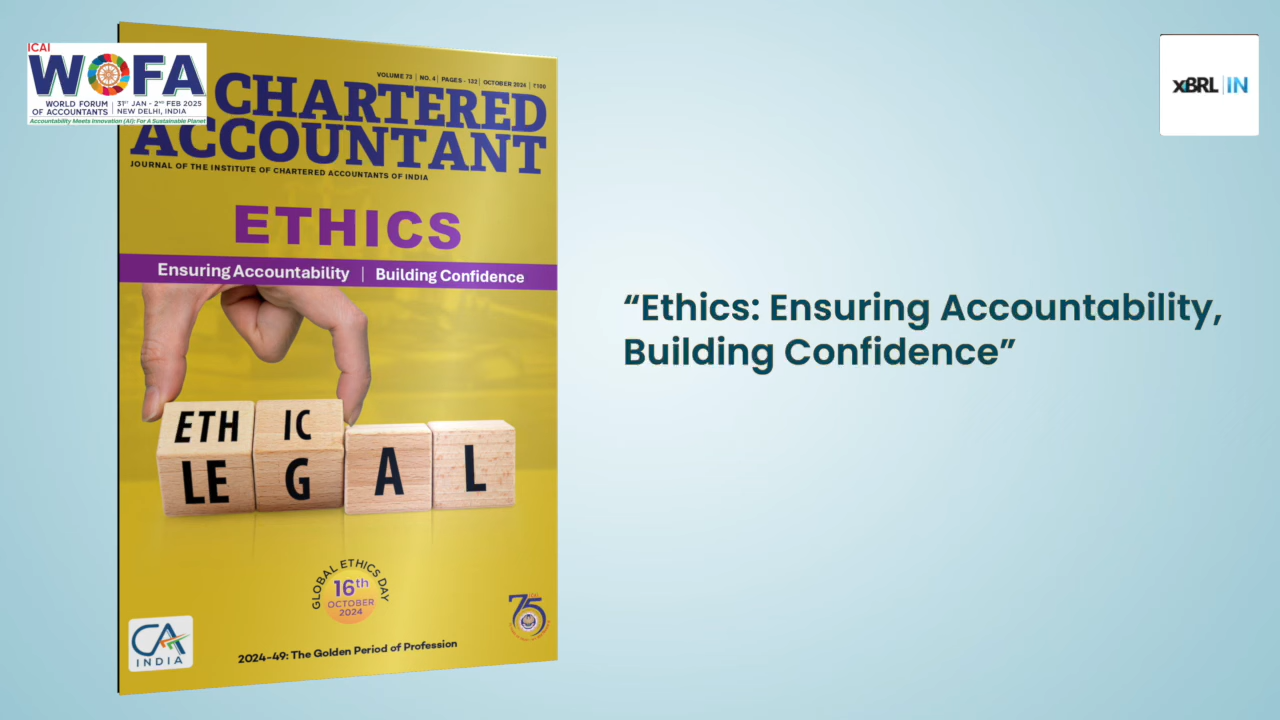 ICAI
WOFA
WORLD FORUM
OF ACCOUNTANTS
31ST JAN - 2ND FEB 2025
NEW DELHI, INDIA
Accountability Meets Innovation (AI): For A Sustainable Planet
VOLUME 73 | NO. 4 | PAGES - 132 | OCTOBER 2024 | ₹100
CHARTERED
ACCOUNTANT
JOURNAL OF THE INSTITUTE OF CHARTERED ACCOUNTANTS OF INDIA
ETHICS
Ensuring Accountability | Building Confidence
ETH IC
LE G A L
GLOBAL ETHICS DAY
16th
OCTOBER
2024
75
CA
INDIA
2024-49: The Golden Period of Profession
xBRL | IN
“Ethics: Ensuring Accountability,
Building Confidence”